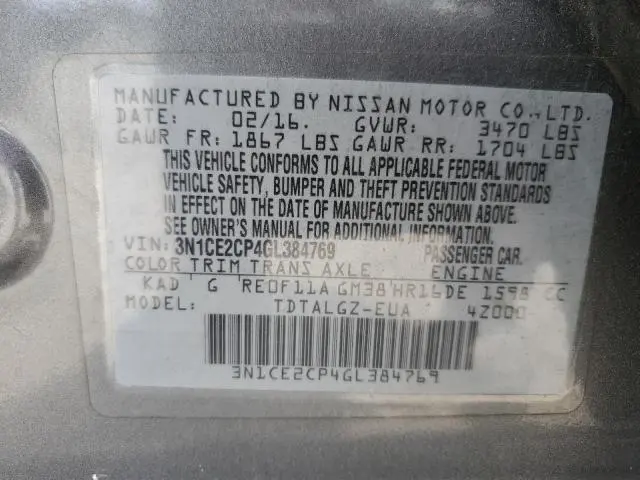 MANUFACTURED BY NISSAN MOTOR CO., LTD.
DATE: 02/16. GVWR: 3470 LBS
GAWR FR: 1867 LBS GAWR RR: 1704 LBS
THIS VEHICLE CONFORMS TO ALL APPLICABLE FEDERAL MOTOR
VEHICLE SAFETY, BUMPER AND THEFT PREVENTION STANDARDS
IN EFFECT ON THE DATE OF MANUFACTURE SHOWN ABOVE.
SEE OWNER'S MANUAL FOR ADDITIONAL INFORMATION.
VIN: 3N1CE2CP4GL384769 PASSENGER CAR.
COLOR TRIM TRANS AXLE ENGINE
KAD G RE0F11A GM38 HR16DE 1598 CC
MODEL: TDTALGZ-EUA 4Z000
3N1CE2CP4GL384769